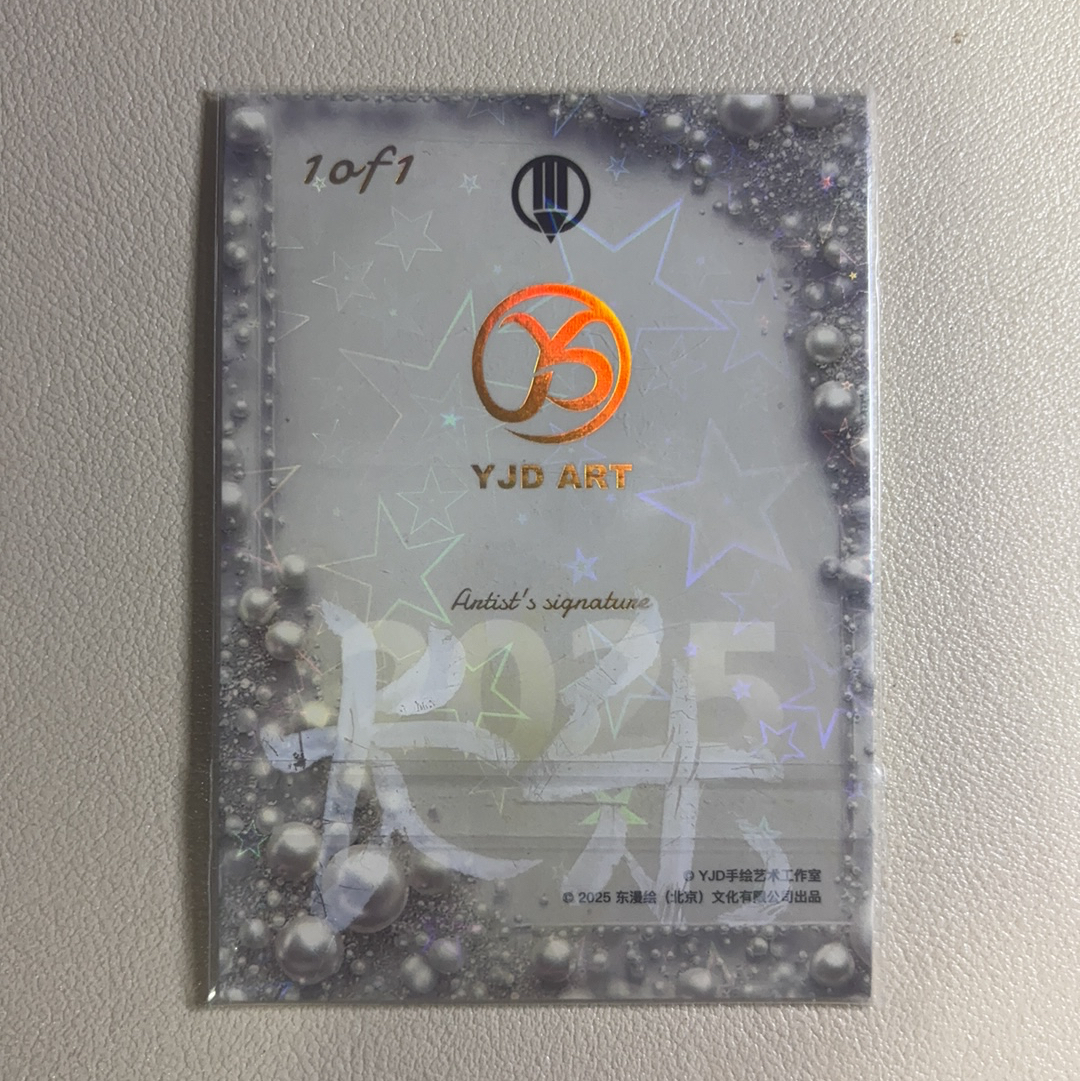 1of1
YJD ART
Artist's signature
2025
© YJD手绘艺术工作室
© 2025 东漫绘（北京）文化有限公司出品